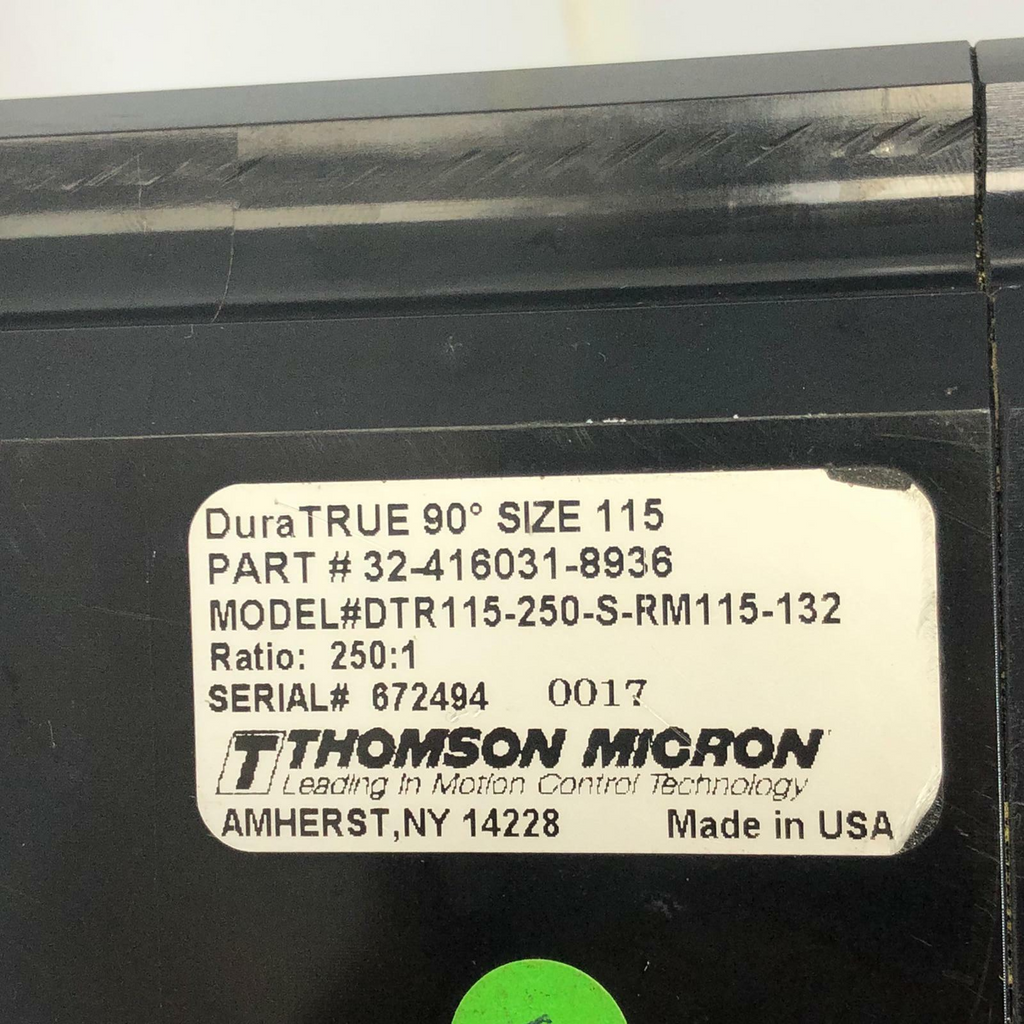 DuraTRUE 90° SIZE 115
PART # 32-416031-8936
MODEL#DTR115-250-S-RM115-132
Ratio: 250:1
SERIAL# 672494 0017
T THOMSON MICRON
Leading In Motion Control Technology
AMHERST,NY 14228 Made in USA